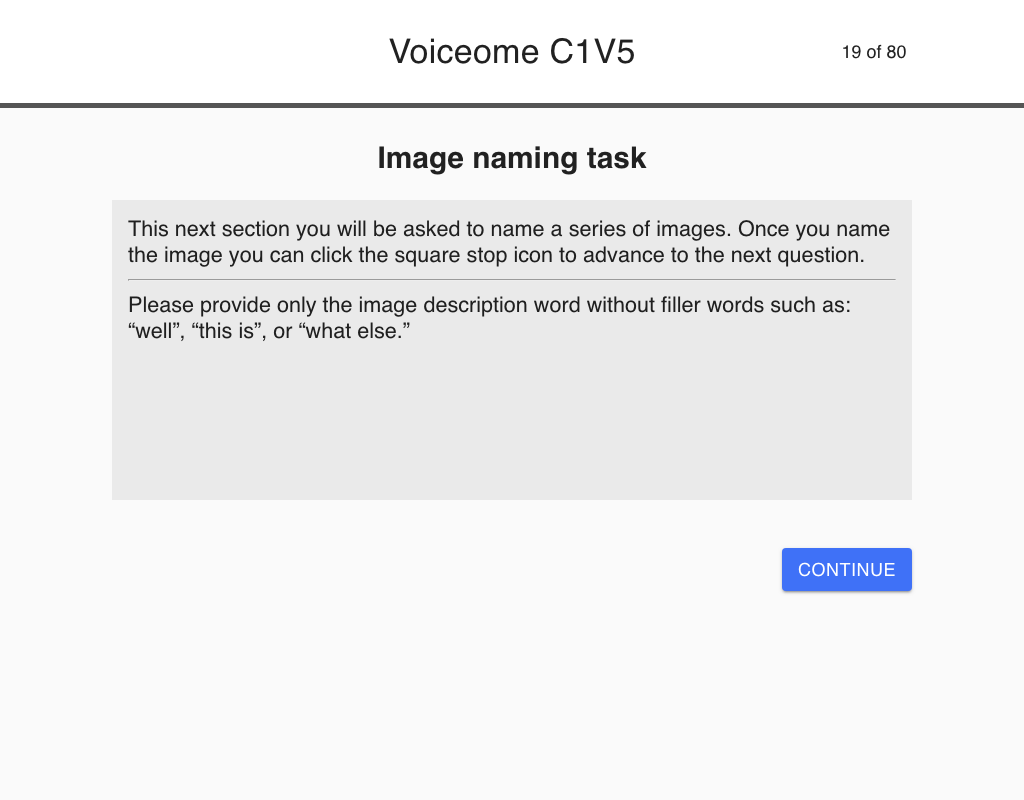 Voiceome C1V5
19 of 80
Image naming task
This next section you will be asked to name a series of images. Once you name
the image you can click the square stop icon to advance to the next question.
Please provide only the image description word without filler words such as:
“well”, “this is”, or “what else.”
CONTINUE